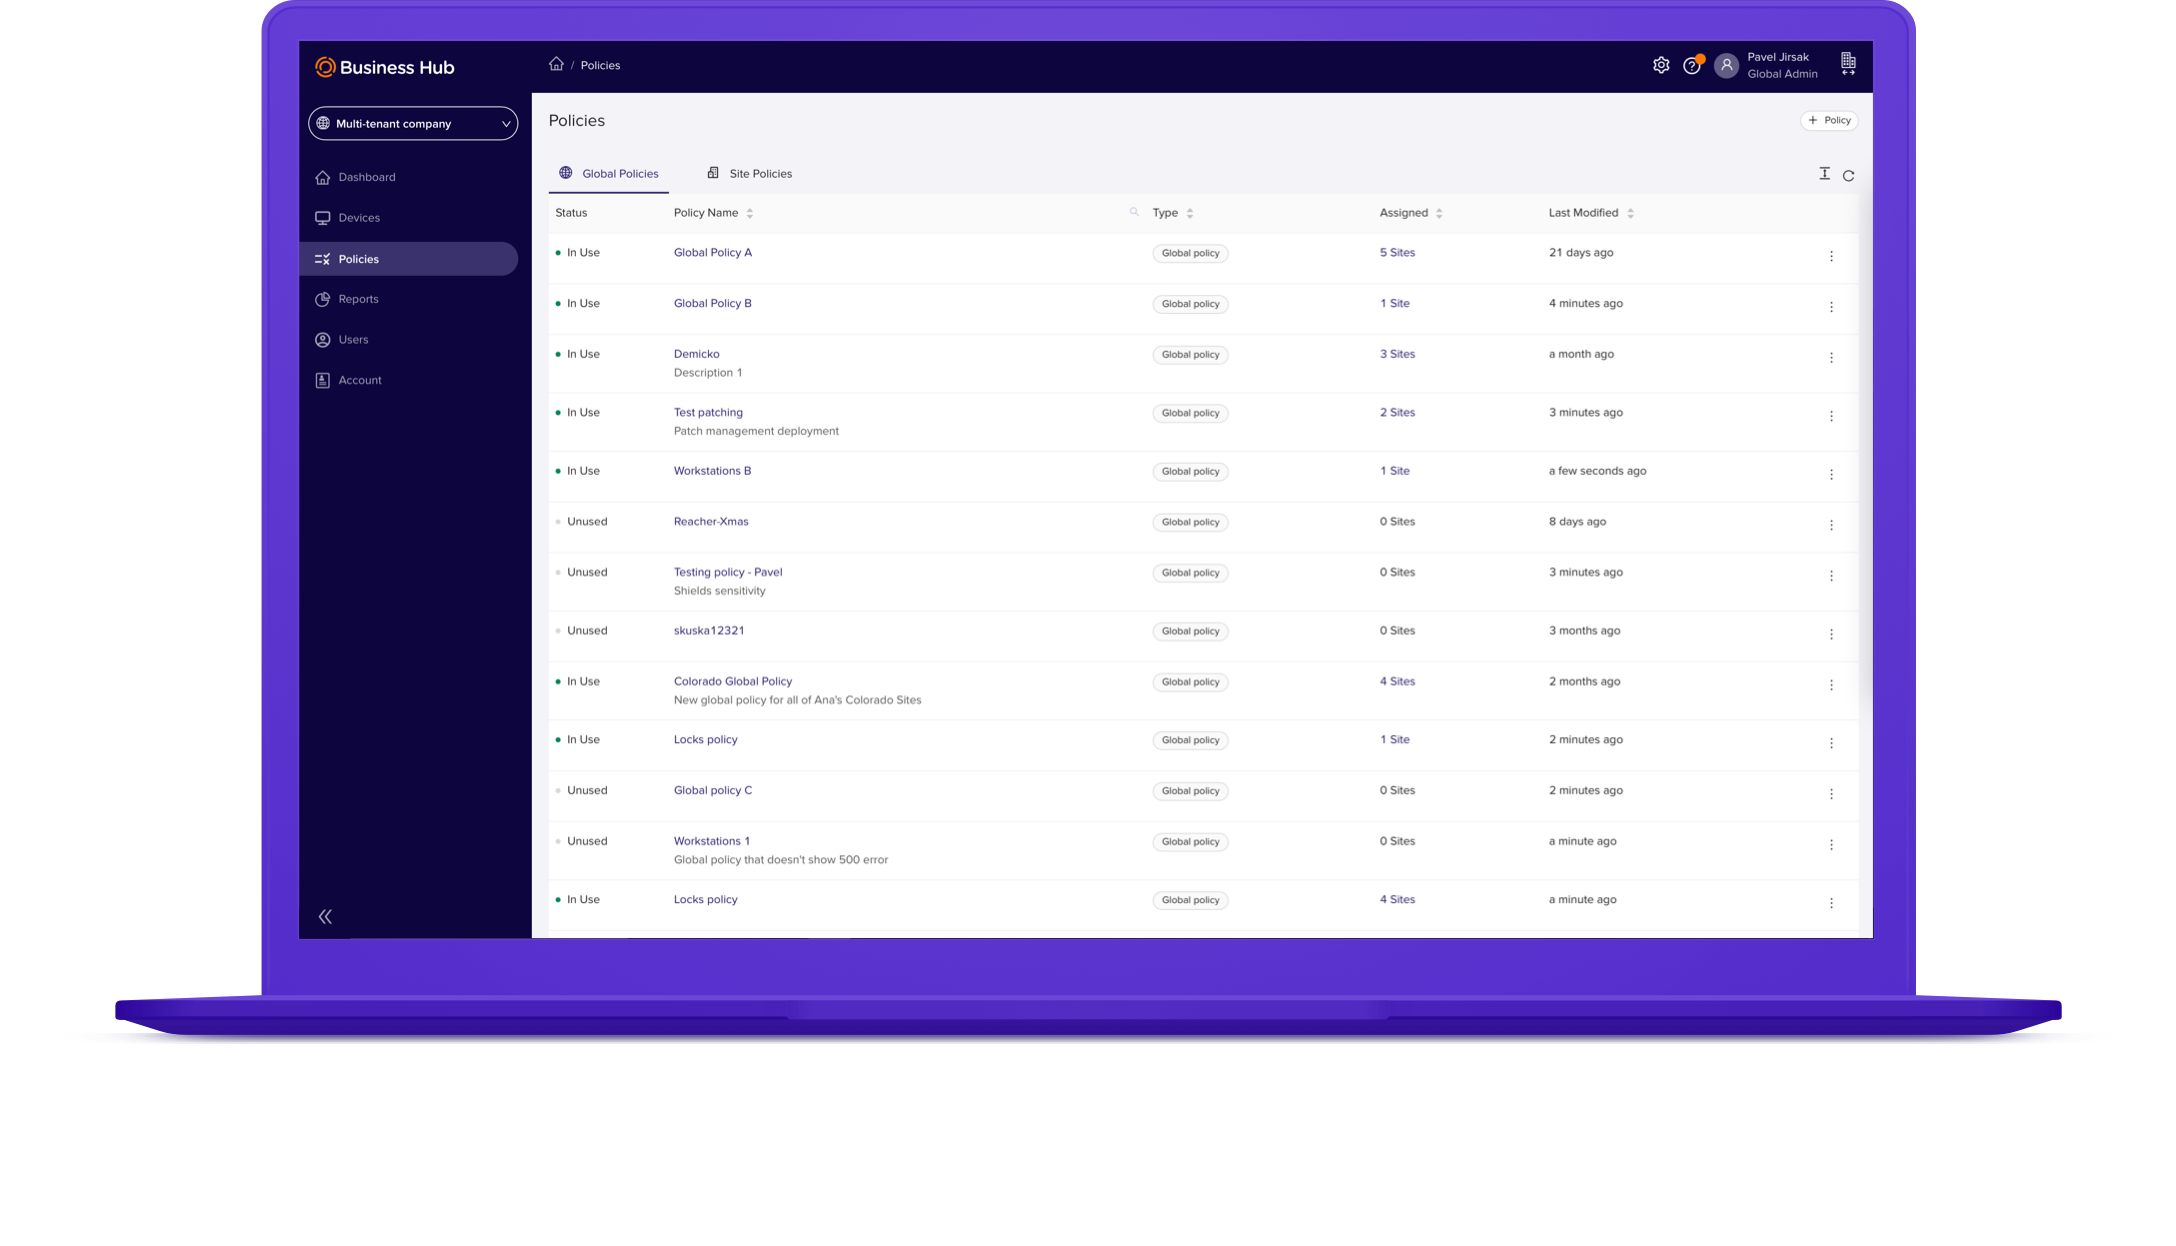 Business Hub
/ Policies
Pavel Jirsak
Global Admin
Multi-tenant company
Dashboard
Devices
Policies
Reports
Users
Account
Policies
+ Policy
Global Policies
Site Policies
Status Policy Name Type Assigned Last Modified
In Use Global Policy A Global policy 5 Sites 21 days ago
In Use Global Policy B Global policy 1 Site 4 minutes ago
In Use Demicko Global policy 3 Sites a month ago
Description 1
In Use Test patching Global policy 2 Sites 3 minutes ago
Patch management deployment
In Use Workstations B Global policy 1 Site a few seconds ago
Unused Reacher-Xmas Global policy 0 Sites 8 days ago
Unused Testing policy - Pavel Global policy 0 Sites 3 minutes ago
Shields sensitivity
Unused skuska12321 Global policy 0 Sites 3 months ago
In Use Colorado Global Policy Global policy 4 Sites 2 months ago
New global policy for all of Ana's Colorado Sites
In Use Locks policy Global policy 1 Site 2 minutes ago
Unused Global policy C Global policy 0 Sites 2 minutes ago
Unused Workstations 1 Global policy 0 Sites a minute ago
Global policy that doesn't show 500 error
In Use Locks policy Global policy 4 Sites a minute ago